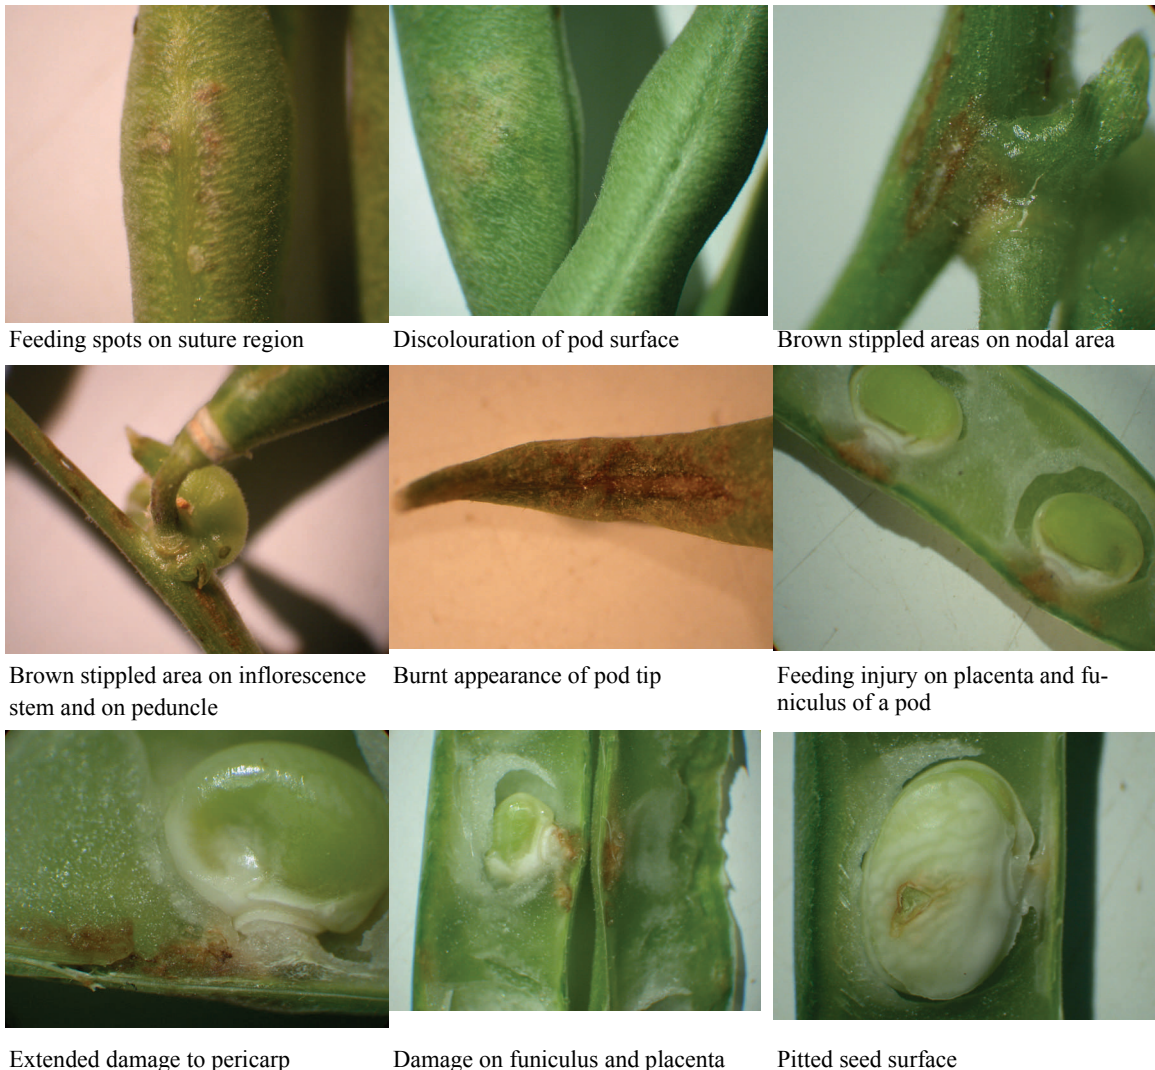 Feeding spots on suture region
Discolouration of pod surface
Brown stippled areas on nodal area
Brown stippled area on inflorescence
stem and on peduncle
Burnt appearance of pod tip
Feeding injury on placenta and fu-
niculus of a pod
Extended damage to pericarp
Damage on funiculus and placenta
Pitted seed surface